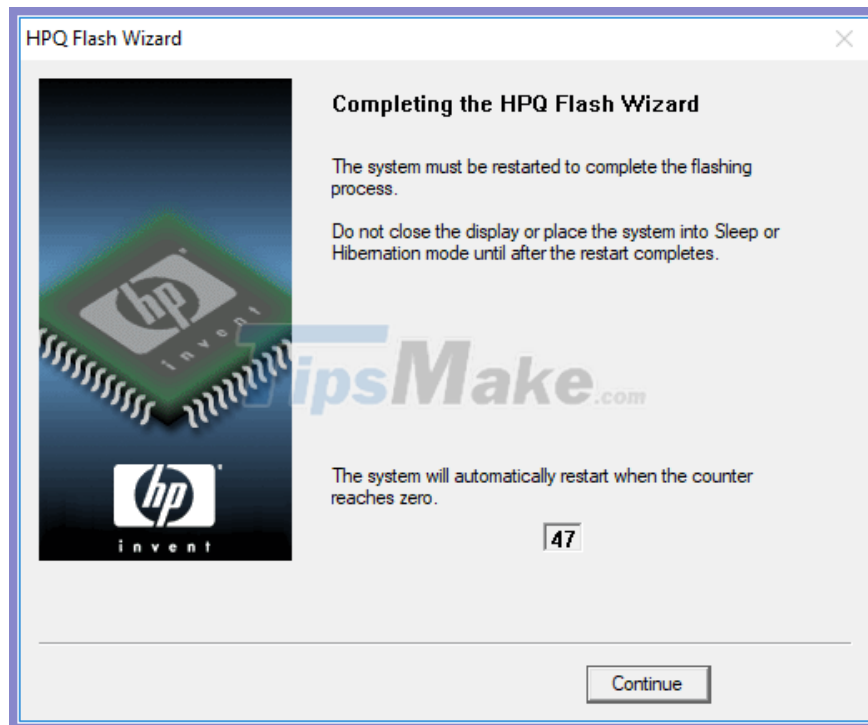 HPQ Flash Wizard
Completing the HPQ Flash Wizard
The system must be restarted to complete the flashing
process.
Do not close the display or place the system into Sleep or
Hibernation mode until after the restart completes.
hp
invent
TipsMake.com
The system will automatically restart when the counter
reaches zero.
47
hp
invent
Continue